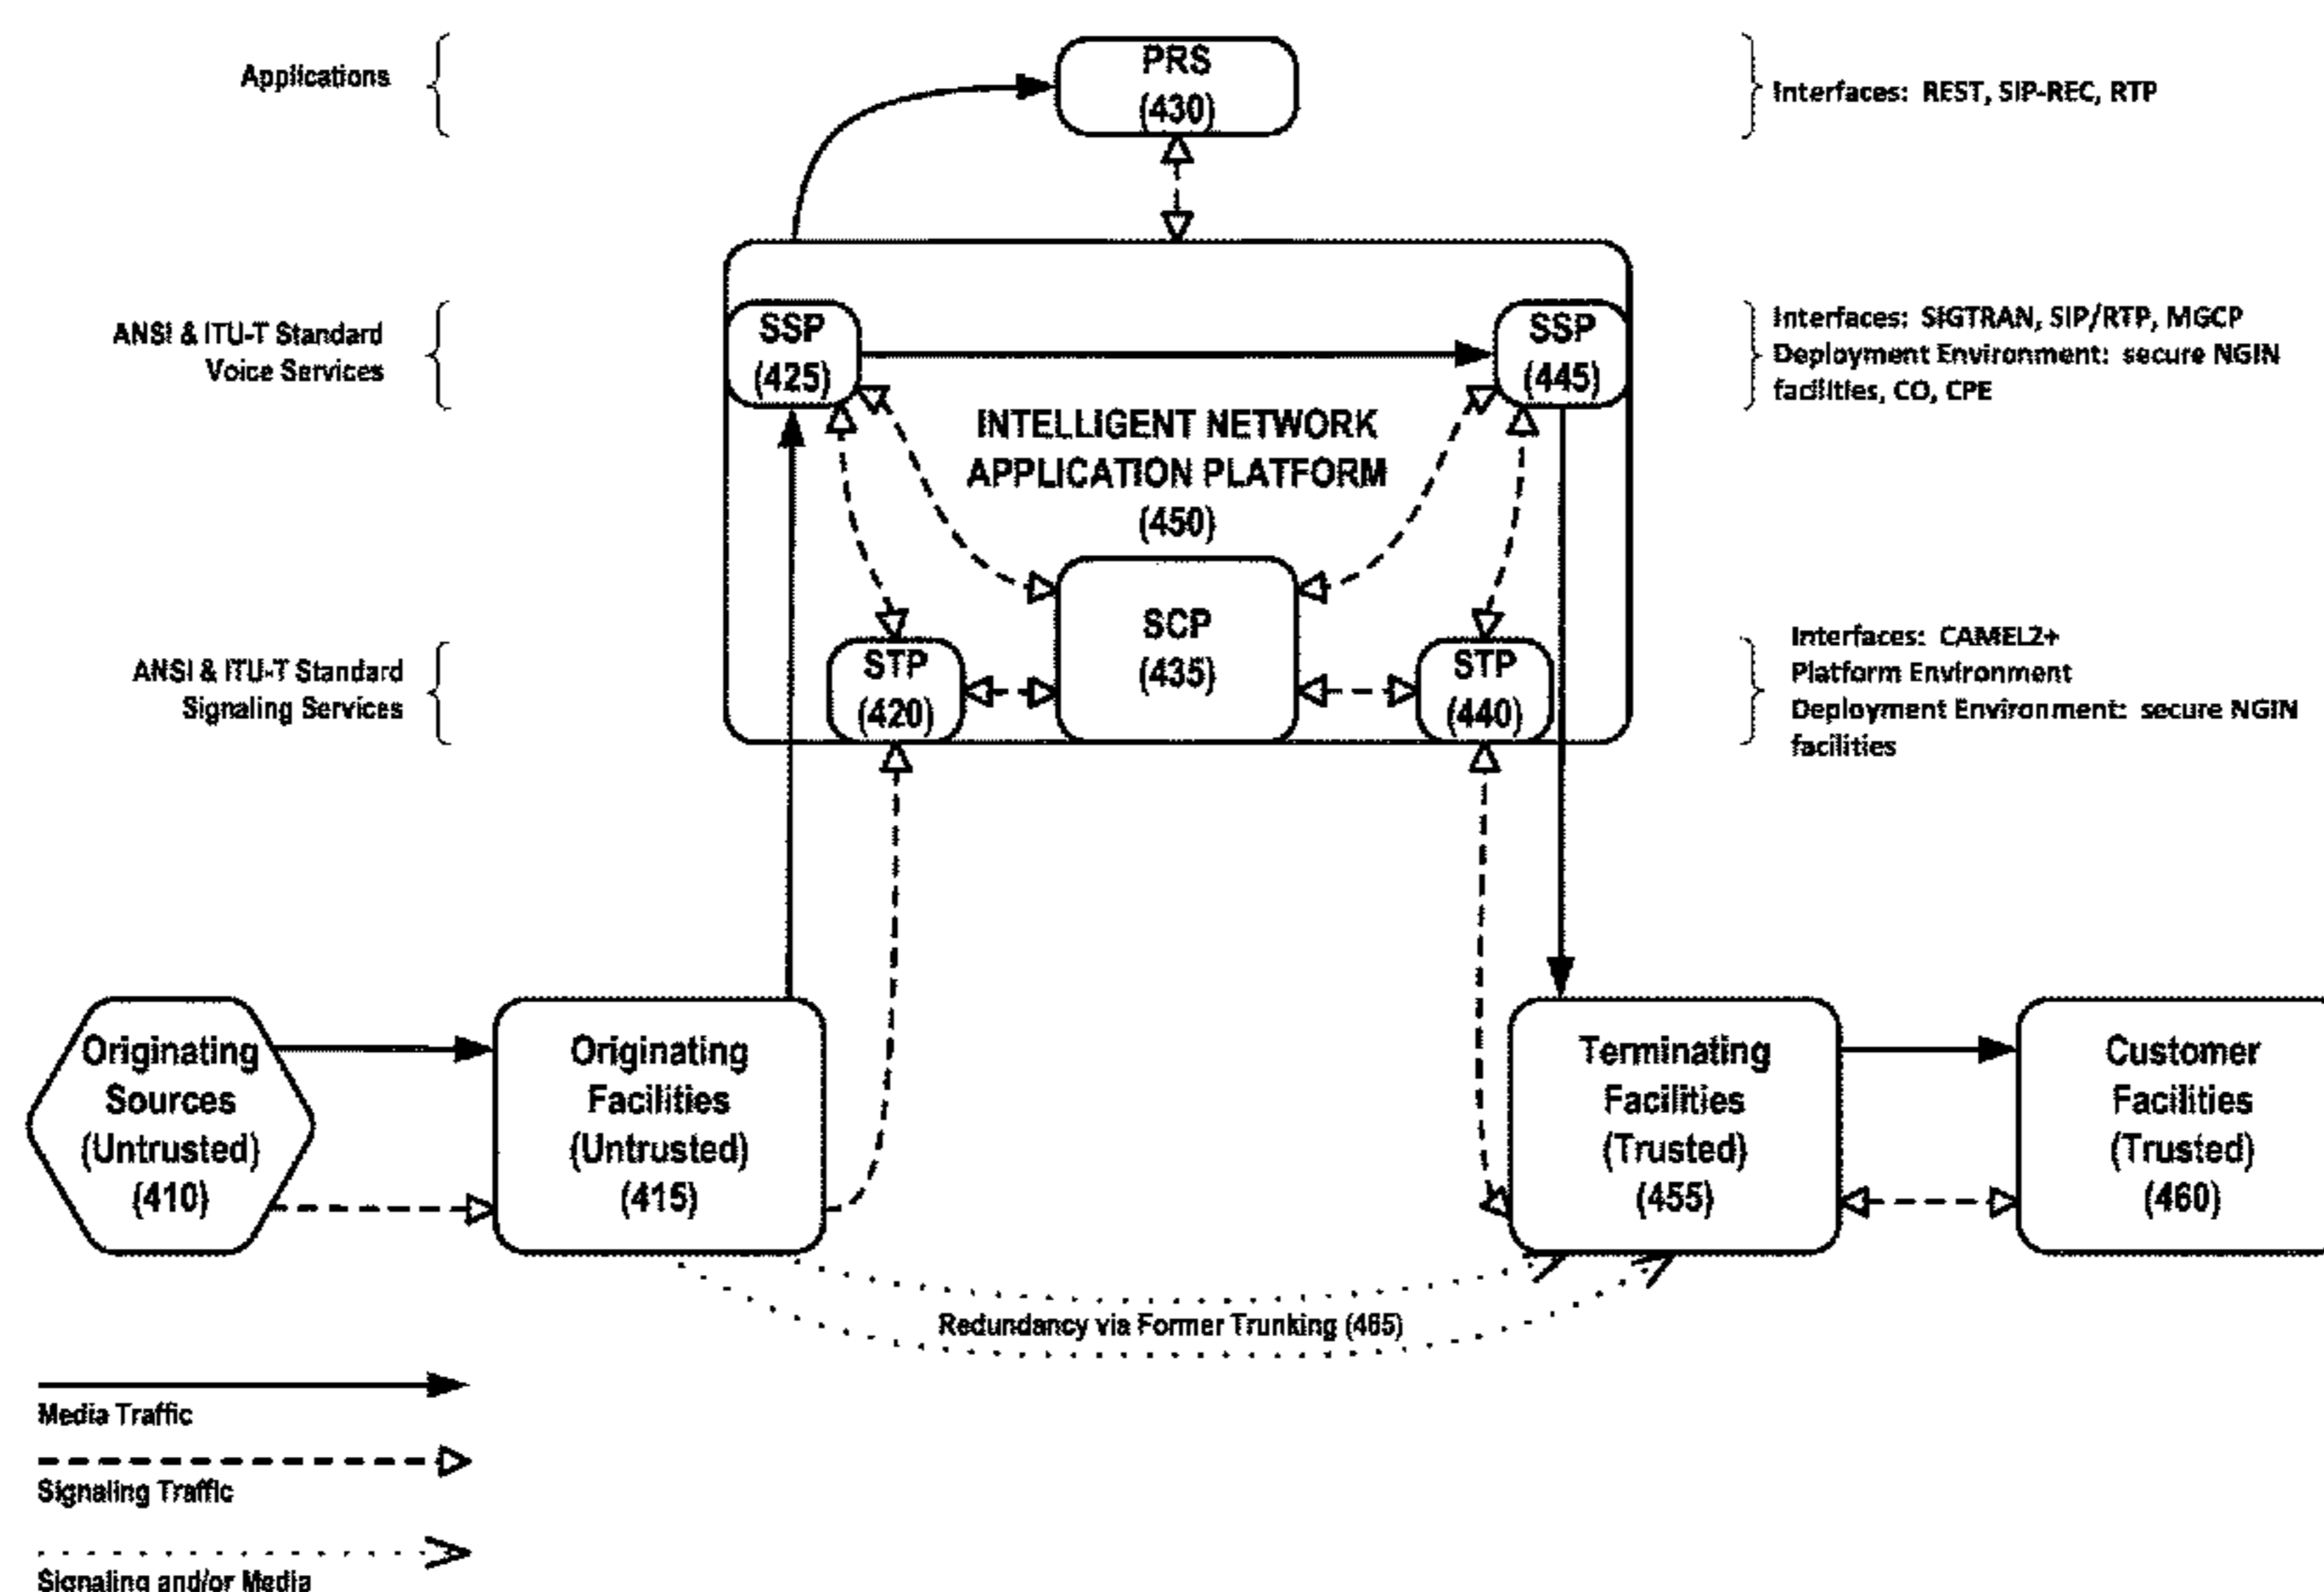 Applications
PRS
(430)
Interfaces: REST, SIP-REC, RTP
ANSI & ITU-T Standard
Voice Services
SSP
(425)
SSP
(445)
Interfaces: SIGTRAN, SIP/RTP, MGCP
Deployment Environment: secure NGIN
facilities, CO, CPE
INTELLIGENT NETWORK
APPLICATION PLATFORM
(450)
ANSI & ITU-T Standard
Signaling Services
STP
(420)
SCP
(435)
STP
(440)
Interfaces: CAMEL2+
Platform Environment
Deployment Environment: secure NGIN
facilities
Originating
Sources
(Untrusted)
(410)
Originating
Facilities
(Untrusted)
(415)
Terminating
Facilities
(Trusted)
(455)
Customer
Facilities
(Trusted)
(460)
Redundancy via Former Trunking (465)
Media Traffic
Signaling Traffic
Signaling and/or Media